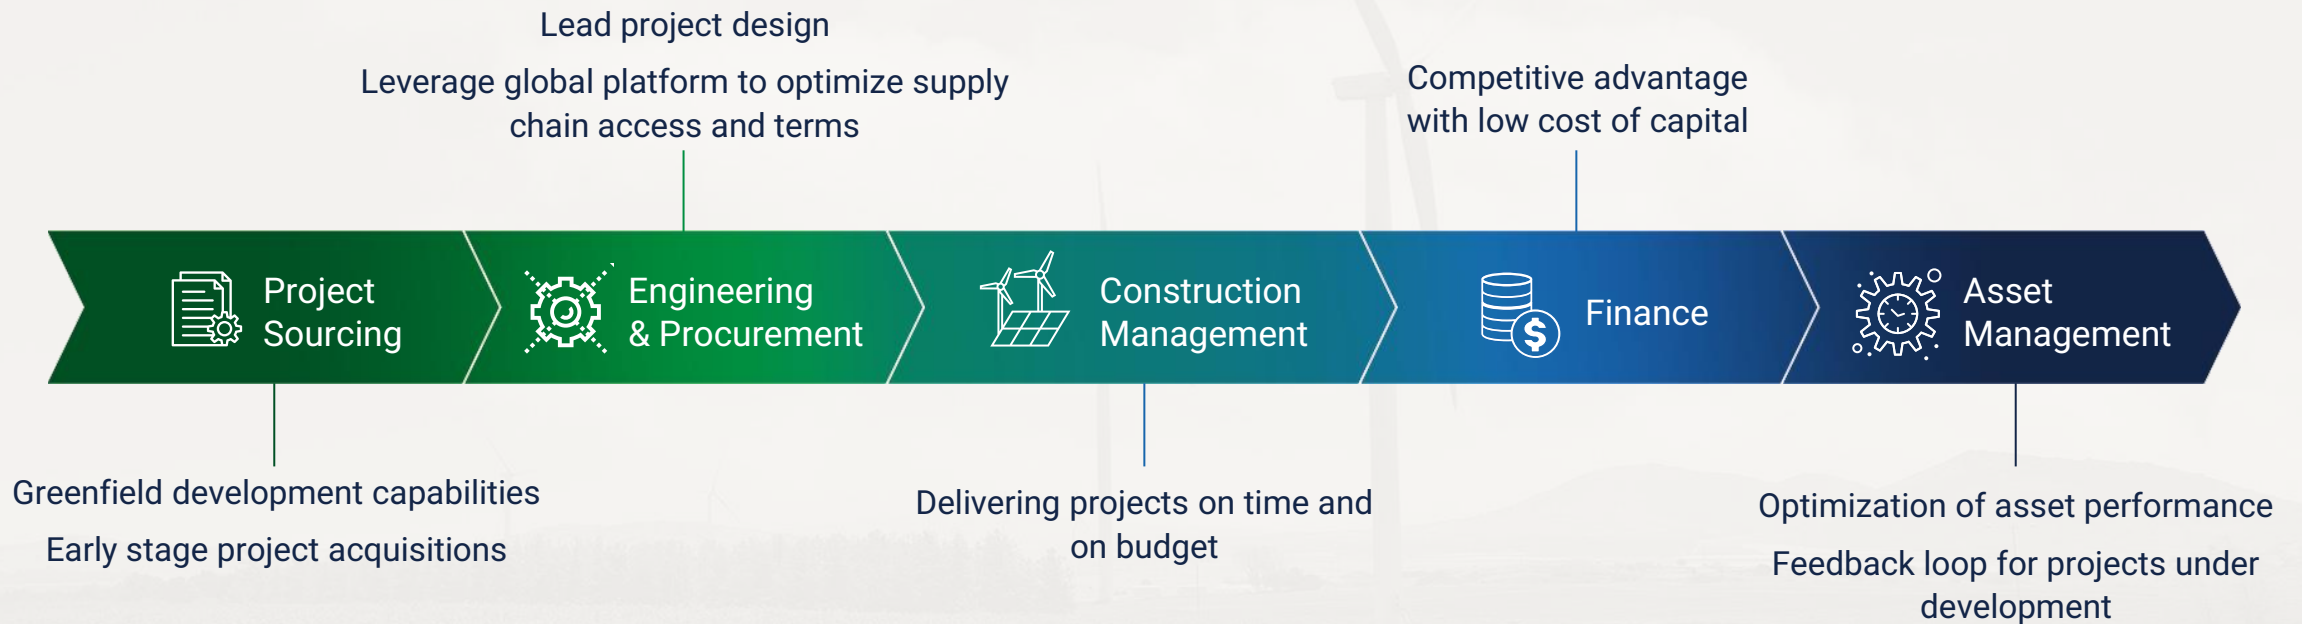 Lead project design
Leverage global platform to optimize supply
chain access and terms
Competitive advantage
with low cost of capital
Project
Sourcing
Engineering
& Procurement
Construction
Management
Finance
$
Asset
Management
Greenfield development capabilities
Early stage project acquisitions
Delivering projects on time and
on budget
Optimization of asset performance
Feedback loop for projects under
development